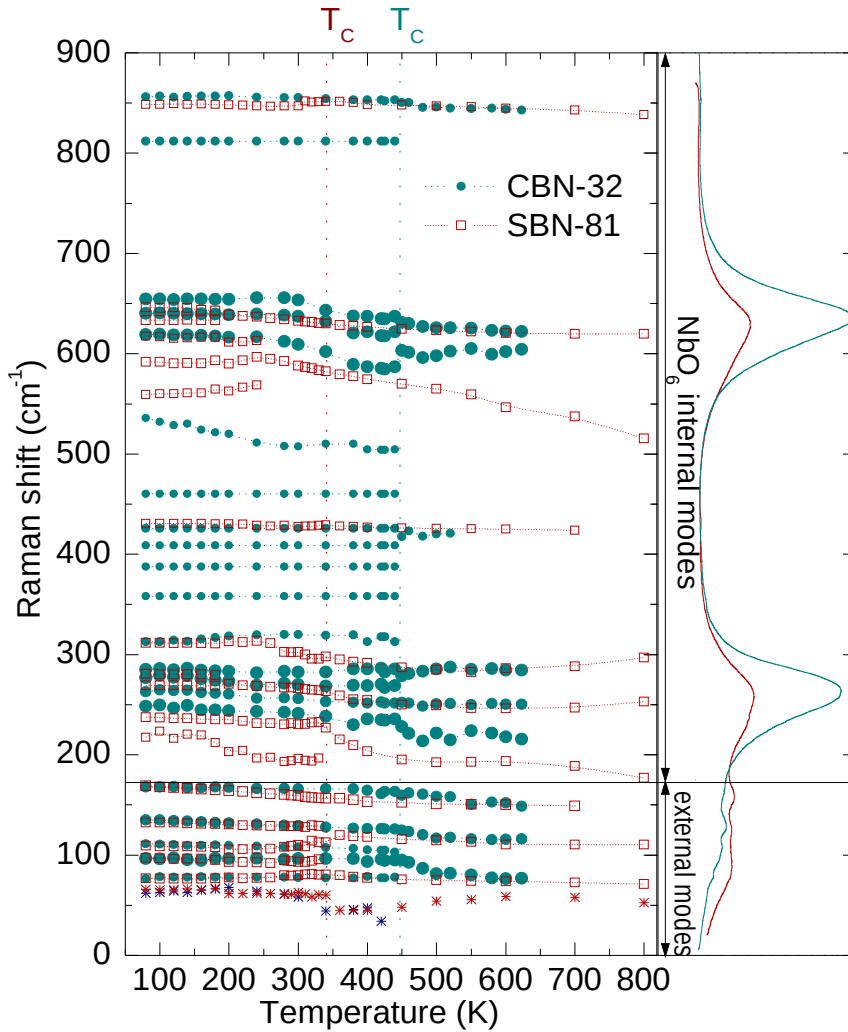 T_C T_C
900
800
700
600
500
400
300
200
100
0
Raman shift (cm⁻¹)
CBN-32
SBN-81
NbO₆ internal modes
external modes
100 200 300 400 500 600 700 800
Temperature (K)